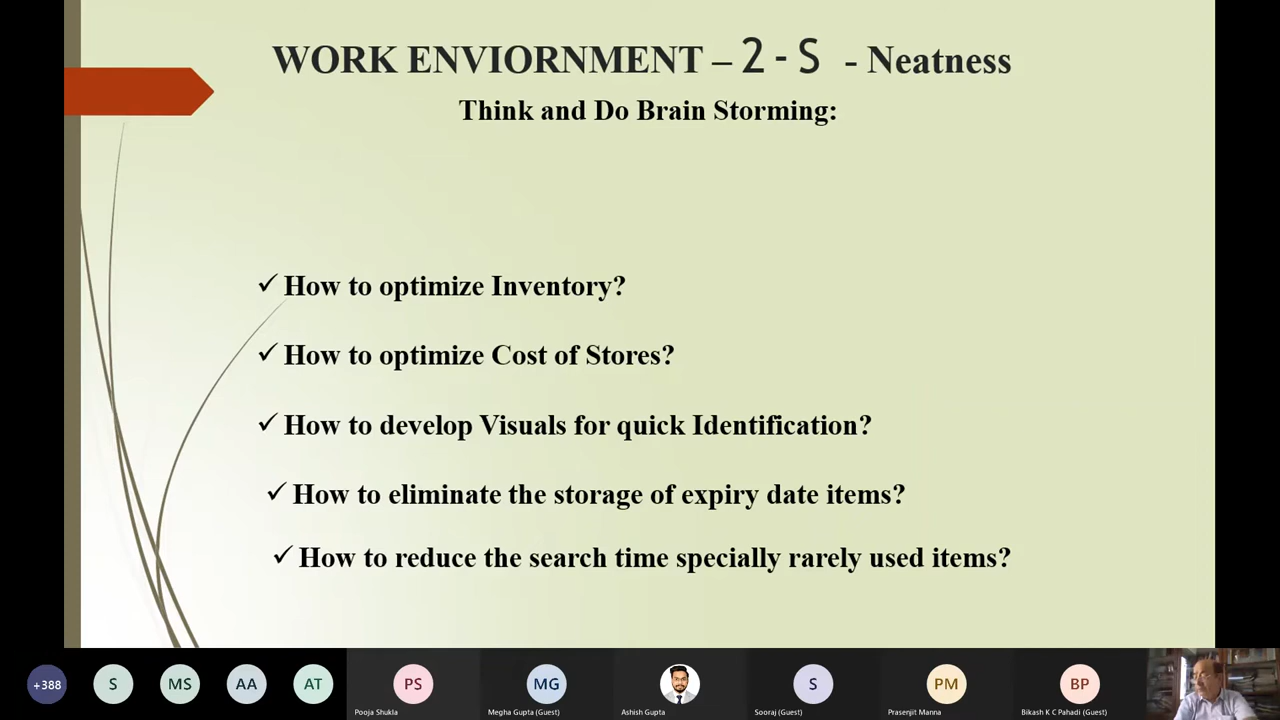 WORK ENVIORNMENT – 2 - S - Neatness
Think and Do Brain Storming:
✓ How to optimize Inventory?
✓ How to optimize Cost of Stores?
✓ How to develop Visuals for quick Identification?
✓ How to eliminate the storage of expiry date items?
✓ How to reduce the search time specially rarely used items?
+388 S MS AA AT PS MG S PM BP
Pooja Shukla Megha Gupta (Guest) Ashish Gupta Sooraj (Guest) Prasenjit Manna Bikash K C Pahadi (Guest)